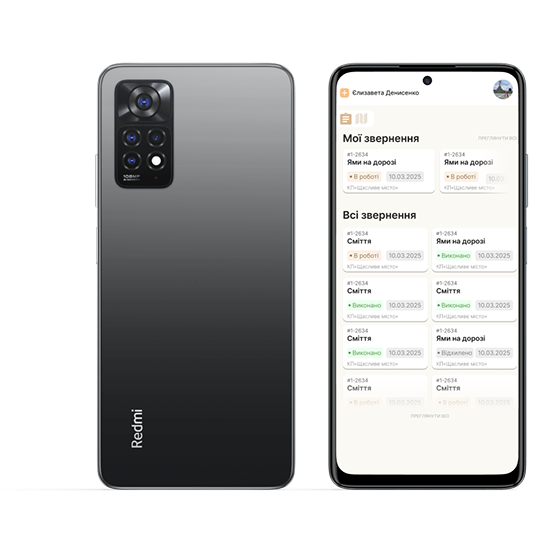 108MP
Redmi
Єлизавета Денисенко
Мої звернення
ПЕРЕГЛЯНУТИ ВСІ
#1-2634
Ями на дорозі
В роботі 10.03.2025
КП«Щасливе місто»
#1-2634
Ями на дорозі
В роботі
КП«Щасливе місто»
Всі звернення
#1-2634
Сміття
В роботі 10.03.2025
КП«Щасливе місто»
#1-2634
Ями на дорозі
Виконано 10.03.2025
КП«Щасливе місто»
#1-2634
Сміття
Виконано 10.03.2025
КП«Щасливе місто»
#1-2634
Сміття
Виконано 10.03.2025
КП«Щасливе місто»
#1-2634
Сміття
Виконано 10.03.2025
КП«Щасливе місто»
#1-2634
Ями на дорозі
Відхилено 10.03.2025
КП«Щасливе місто»
#1-2634
Сміття
В роботі 10.03.2025
#1-2634
Сміття
В роботі 10.03.2025
ПЕРЕГЛЯНУТИ ВСІ